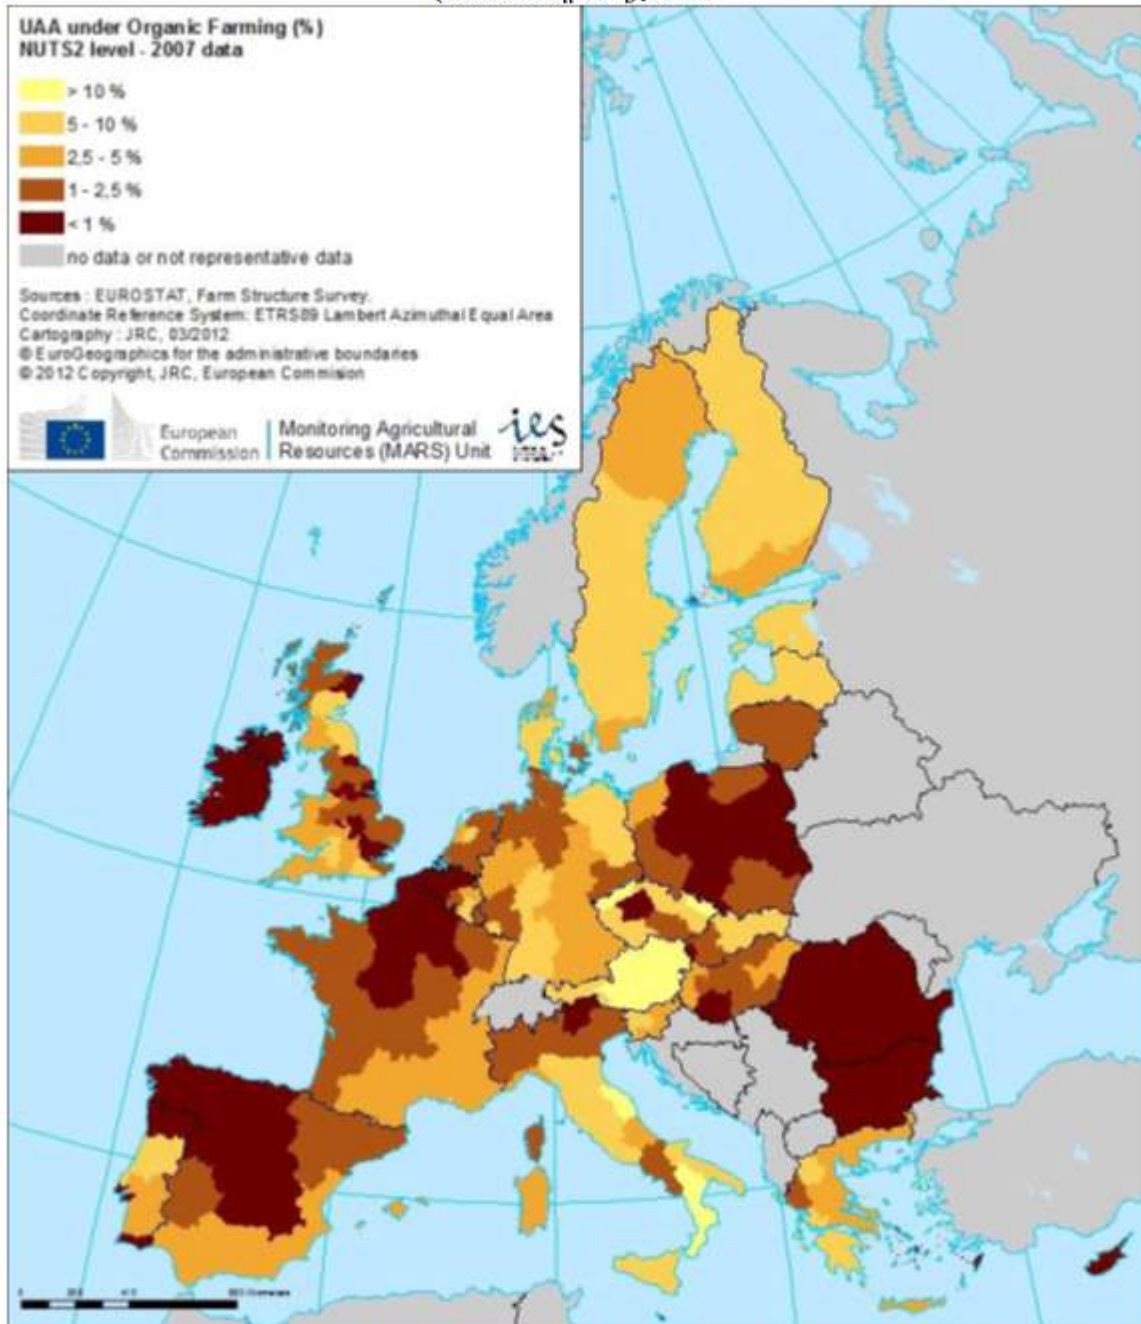 UAA under Organic Farming (%)
NUTS2 level - 2007 data
> 10 %
5 - 10 %
2,5 - 5 %
1 - 2,5 %
< 1 %
no data or not representative data
Sources : EUROSTAT, Farm Structure Survey.
Coordinate Reference System: ETRS89 Lambert Azimuthal Equal Area
Cartography : JRC, 03/2012
© EuroGeographics for the administrative boundaries
© 2012 Copyright, JRC, European Commision
European
Commission
Monitoring Agricultural
Resources (MARS) Unit
ies